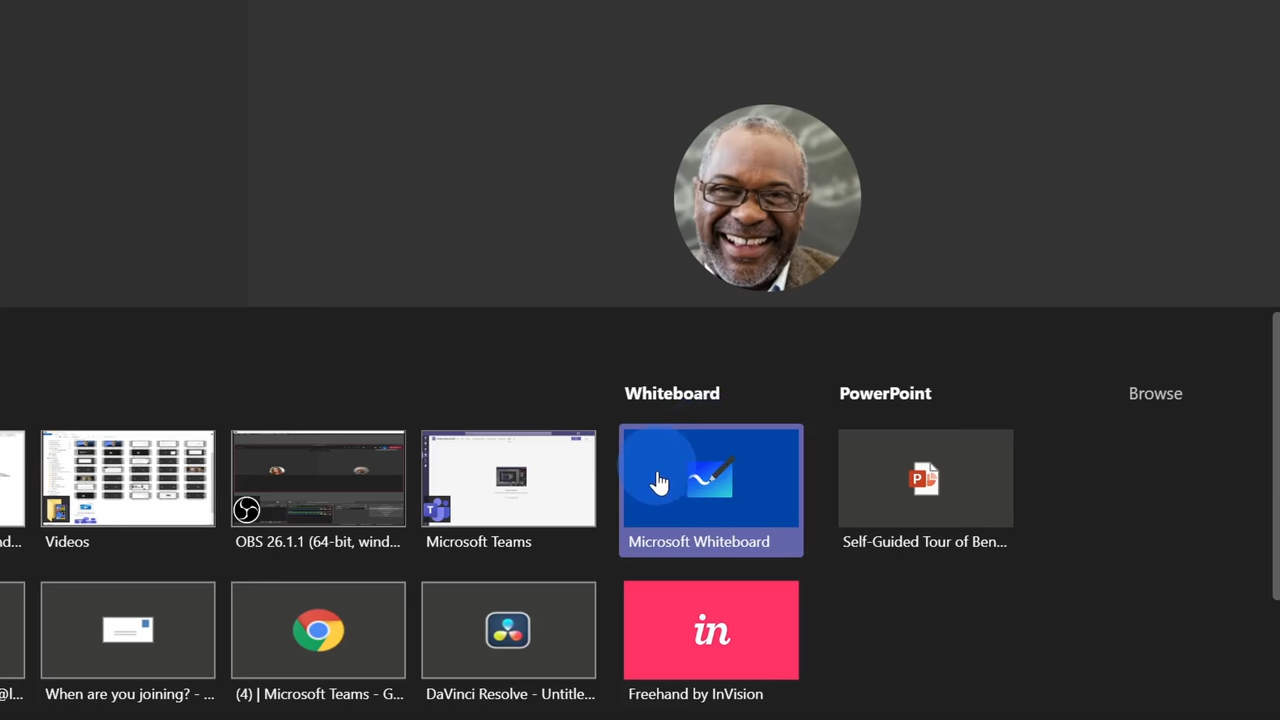 Whiteboard
PowerPoint
Browse
nd...
Videos
OBS 26.1.1 (64-bit, wind...
Microsoft Teams
Microsoft Whiteboard
Self-Guided Tour of Ben...
in
@l...
When are you joining? - ...
(4) | Microsoft Teams - G...
DaVinci Resolve - Untitle...
Freehand by InVision